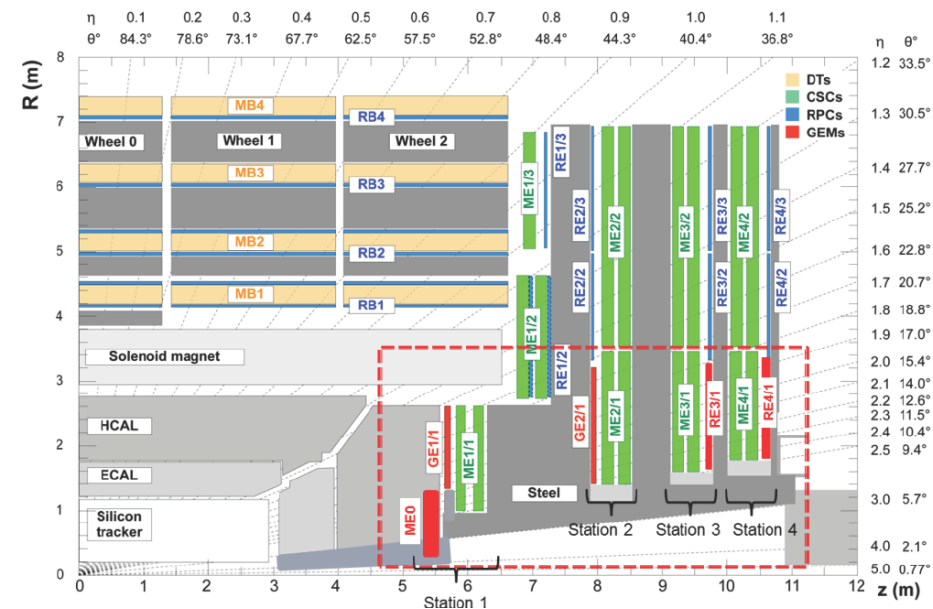 η 0.1 0.2 0.3 0.4 0.5 0.6 0.7 0.8 0.9 1.0 1.1
θ° 84.3° 78.6° 73.1° 67.7° 62.5° 57.5° 52.8° 48.4° 44.3° 40.4° 36.8° η θ°
R (m)
8
7
6
5
4
3
2
1
0
1.2 33.5°
1.3 30.5°
1.4 27.7°
1.5 25.2°
1.6 22.8°
1.7 20.7°
1.8 18.8°
1.9 17.0°
2.0 15.4°
2.1 14.0°
2.2 12.6°
2.3 11.5°
2.4 10.4°
2.5 9.4°
3.0 5.7°
4.0 2.1°
5.0 0.77°
DTs
CSCs
RPCs
GEMs
MB4
RB4
Wheel 0 Wheel 1 Wheel 2
MB3
RB3
MB2
RB2
MB1
RB1
Solenoid magnet
HCAL
ECAL
Silicon
tracker
Steel
ME1/3
RE1/3
ME1/2
RE1/2
RE2/3
RE2/2
ME2/2
ME3/2
RE3/3
RE3/2
ME4/2
RE4/3
RE4/2
ME0
GE1/1
ME1/1
GE2/1
ME2/1
ME3/1
RE3/1
ME4/1
RE4/1
Station 2 Station 3 Station 4
0 1 2 3 4 5 6 7 8 9 10 11 12
z (m)
Station 1